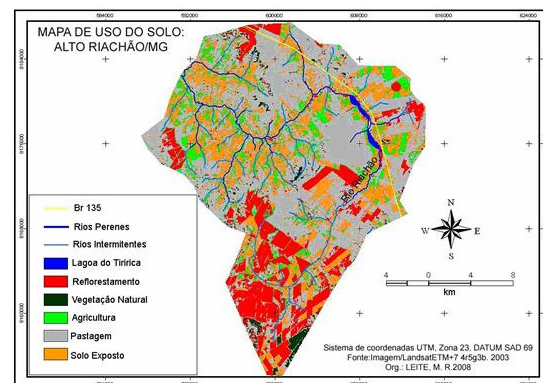 MAPA DE USO DO SOLO:
ALTO RIACHÃO/MG
Rio Riachão
Br 135
Rios Perenes
Rios Intermitentes
Lagoa do Tiririca
Reflorestamento
Vegetação Natural
Agricultura
Pastagem
Solo Exposto
N
W E
S
4 0 4 8
km
Sistema de coordenadas UTM, Zona 23, DATUM SAD 69
Fonte:Imagem/LandsatETM+7 4r5g3b. 2003
Org.: LEITE, M. R.2008